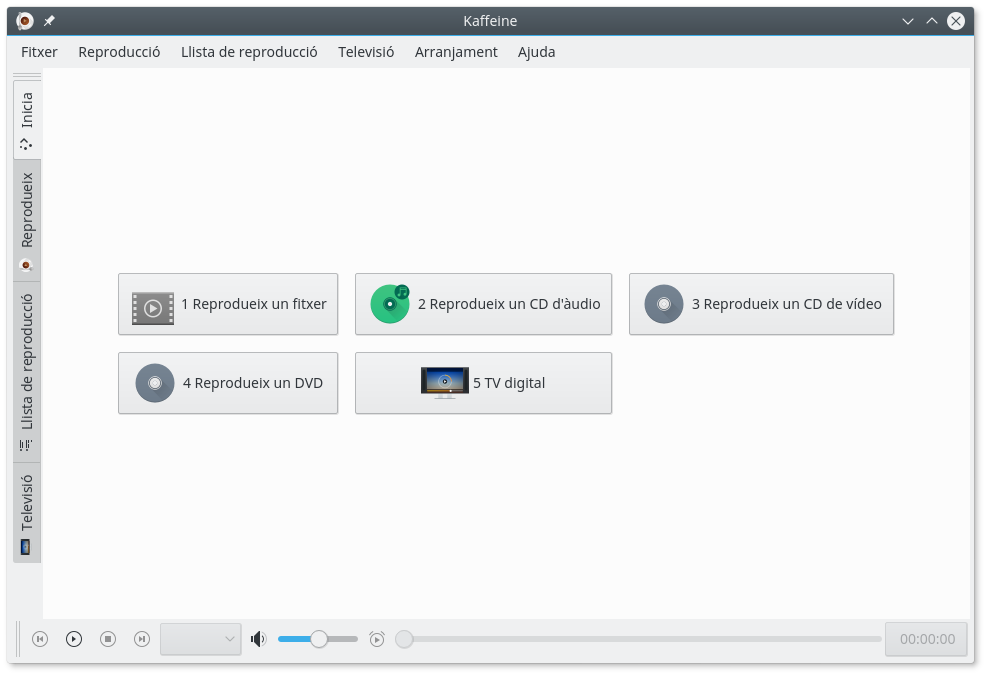 Kaffeine
Fitxer Reproducció Llista de reproducció Televisió Arranjament Ajuda
Inicia
Reprodueix
Llista de reproducció
Televisió
1 Reprodueix un fitxer
2 Reprodueix un CD d'àudio
3 Reprodueix un CD de vídeo
4 Reprodueix un DVD
5 TV digital
00:00:00